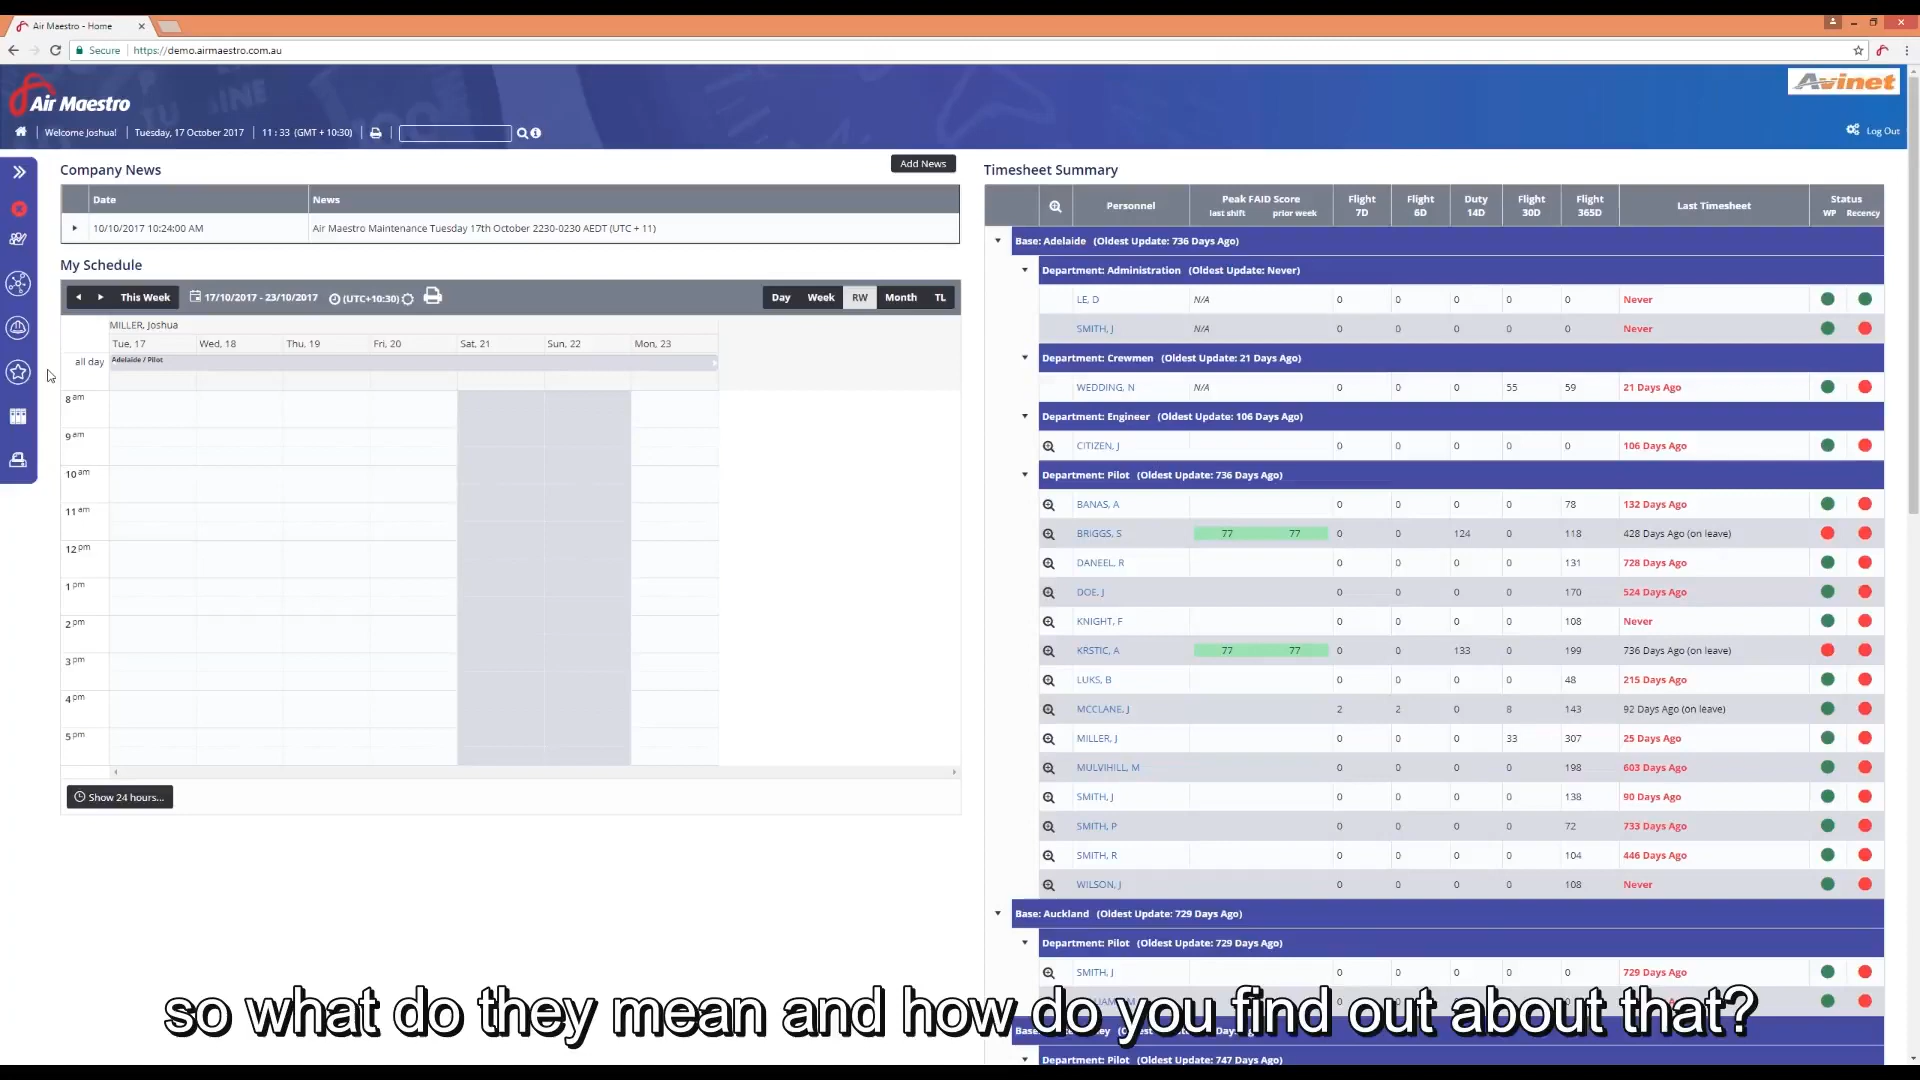 Air Maestro - Home
Secure https://demo.airmaestro.com.au
Air Maestro
Avinet
Welcome Joshua! Tuesday, 17 October 2017 11 : 33 (GMT + 10:30)
Log Out
Company News
Add News
Date News
10/10/2017 10:24:00 AM Air Maestro Maintenance Tuesday 17th October 2230-0230 AEDT (UTC + 11)
My Schedule
This Week 17/10/2017 - 23/10/2017 (UTC+10:30) Day Week RW Month TL
MILLER, Joshua
Tue, 17 Wed, 18 Thu, 19 Fri, 20 Sat, 21 Sun, 22 Mon, 23
all day Adelaide / Pilot
8 am
9 am
10 am
11 am
12 pm
1 pm
2 pm
3 pm
4 pm
5 pm
Show 24 hours...
Timesheet Summary
Personnel Peak FAID Score last shift prior week Flight 7D Flight 6D Duty 14D Flight 30D Flight 365D Last Timesheet Status WP Recency
Base: Adelaide (Oldest Update: 736 Days Ago)
Department: Administration (Oldest Update: Never)
LE, D N/A 0 0 0 0 0 Never
SMITH, J N/A 0 0 0 0 0 Never
Department: Crewmen (Oldest Update: 21 Days Ago)
WEDDING, N N/A 0 0 0 55 59 21 Days Ago
Department: Engineer (Oldest Update: 106 Days Ago)
CITIZEN, J 0 0 0 0 0 106 Days Ago
Department: Pilot (Oldest Update: 736 Days Ago)
BANAS, A 0 0 0 0 78 132 Days Ago
BRIGGS, S 77 77 0 0 124 0 118 428 Days Ago (on leave)
DANEEL, R 0 0 0 0 131 728 Days Ago
DOE, J 0 0 0 0 170 524 Days Ago
KNIGHT, F 0 0 0 0 108 Never
KRSTIC, A 77 77 0 0 133 0 199 736 Days Ago (on leave)
LUKS, B 0 0 0 0 48 215 Days Ago
MCCLANE, J 2 2 0 8 143 92 Days Ago (on leave)
MILLER, J 0 0 0 33 307 25 Days Ago
MULVIHILL, M 0 0 0 0 198 603 Days Ago
SMITH, J 0 0 0 0 138 90 Days Ago
SMITH, P 0 0 0 0 72 733 Days Ago
SMITH, R 0 0 0 0 104 446 Days Ago
WILSON, J 0 0 0 0 108 Never
Base: Auckland (Oldest Update: 729 Days Ago)
Department: Pilot (Oldest Update: 729 Days Ago)
SMITH, J 0 0 0 0 0 729 Days Ago
Department: Pilot (Oldest Update: 747 Days Ago)
so what do they mean and how do you find out about that?